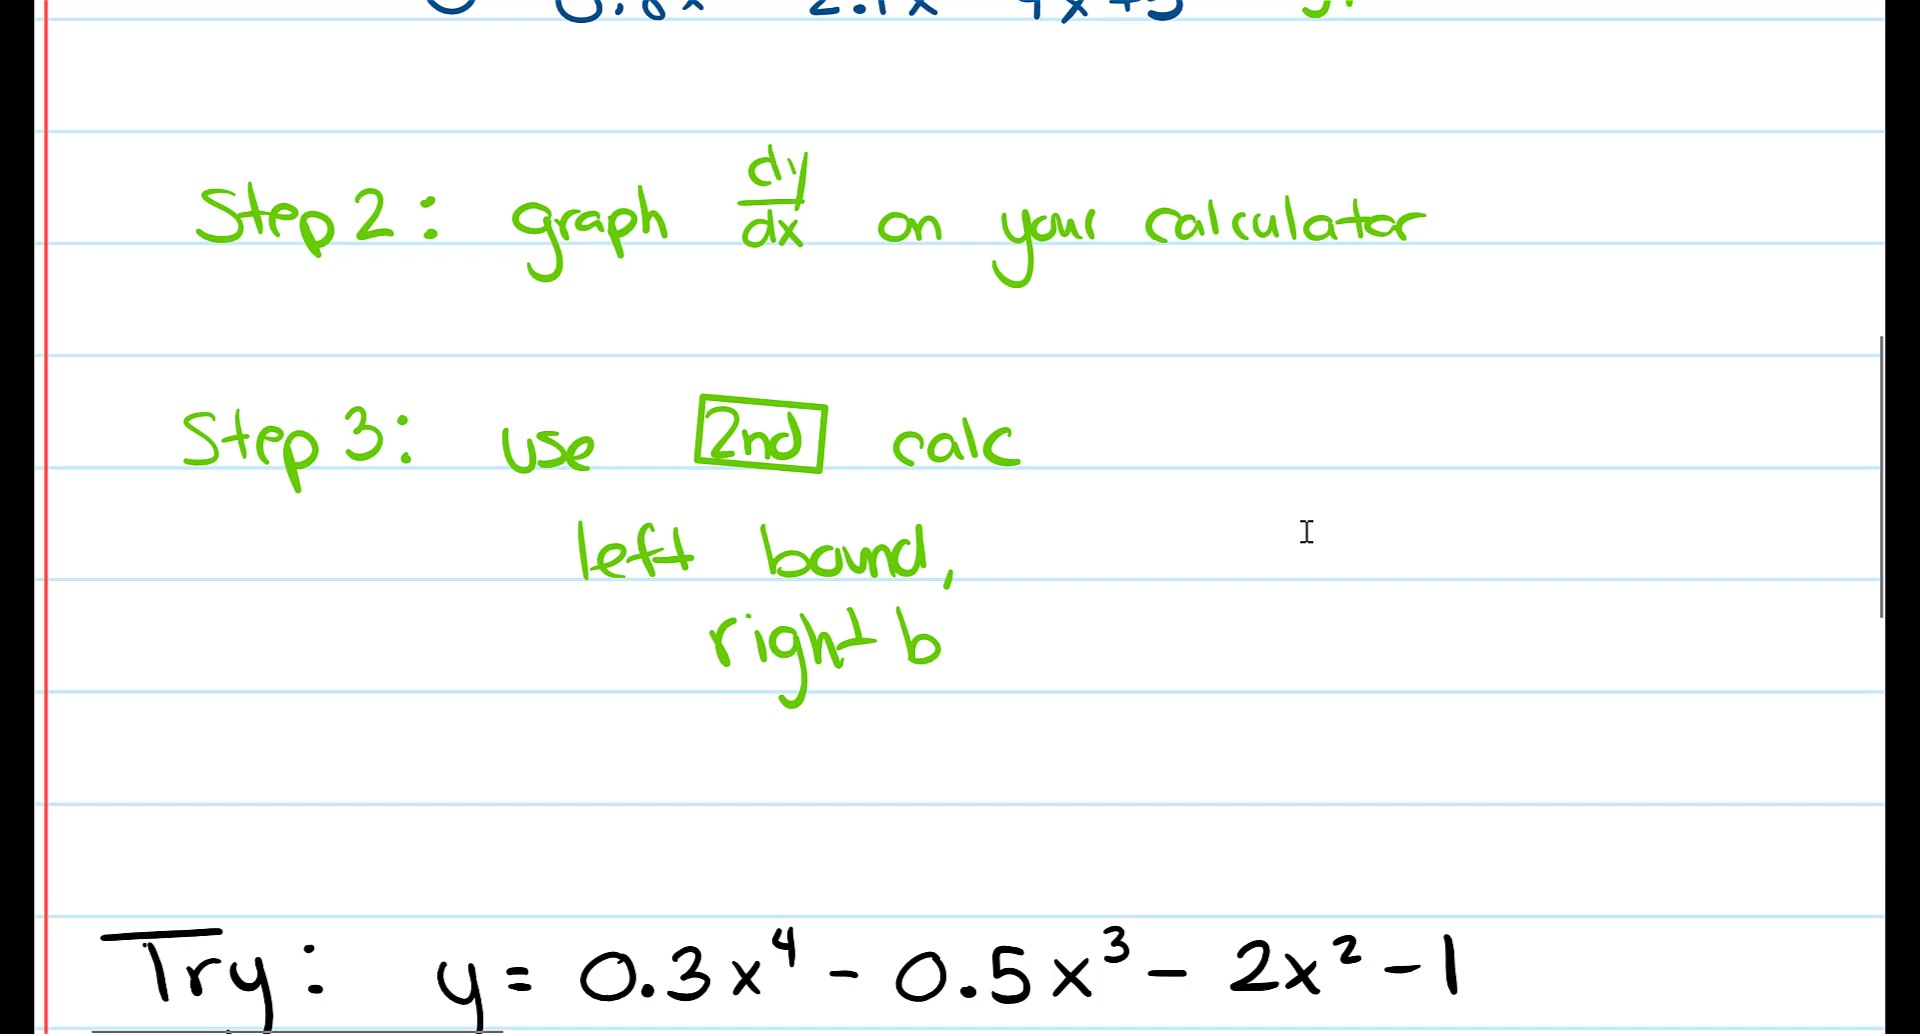 Step 2: graph dy/dx on your calculator
Step 3: use 2nd calc
left bound,
right b
Try: y = 0.3x⁴ - 0.5x³ - 2x² - 1